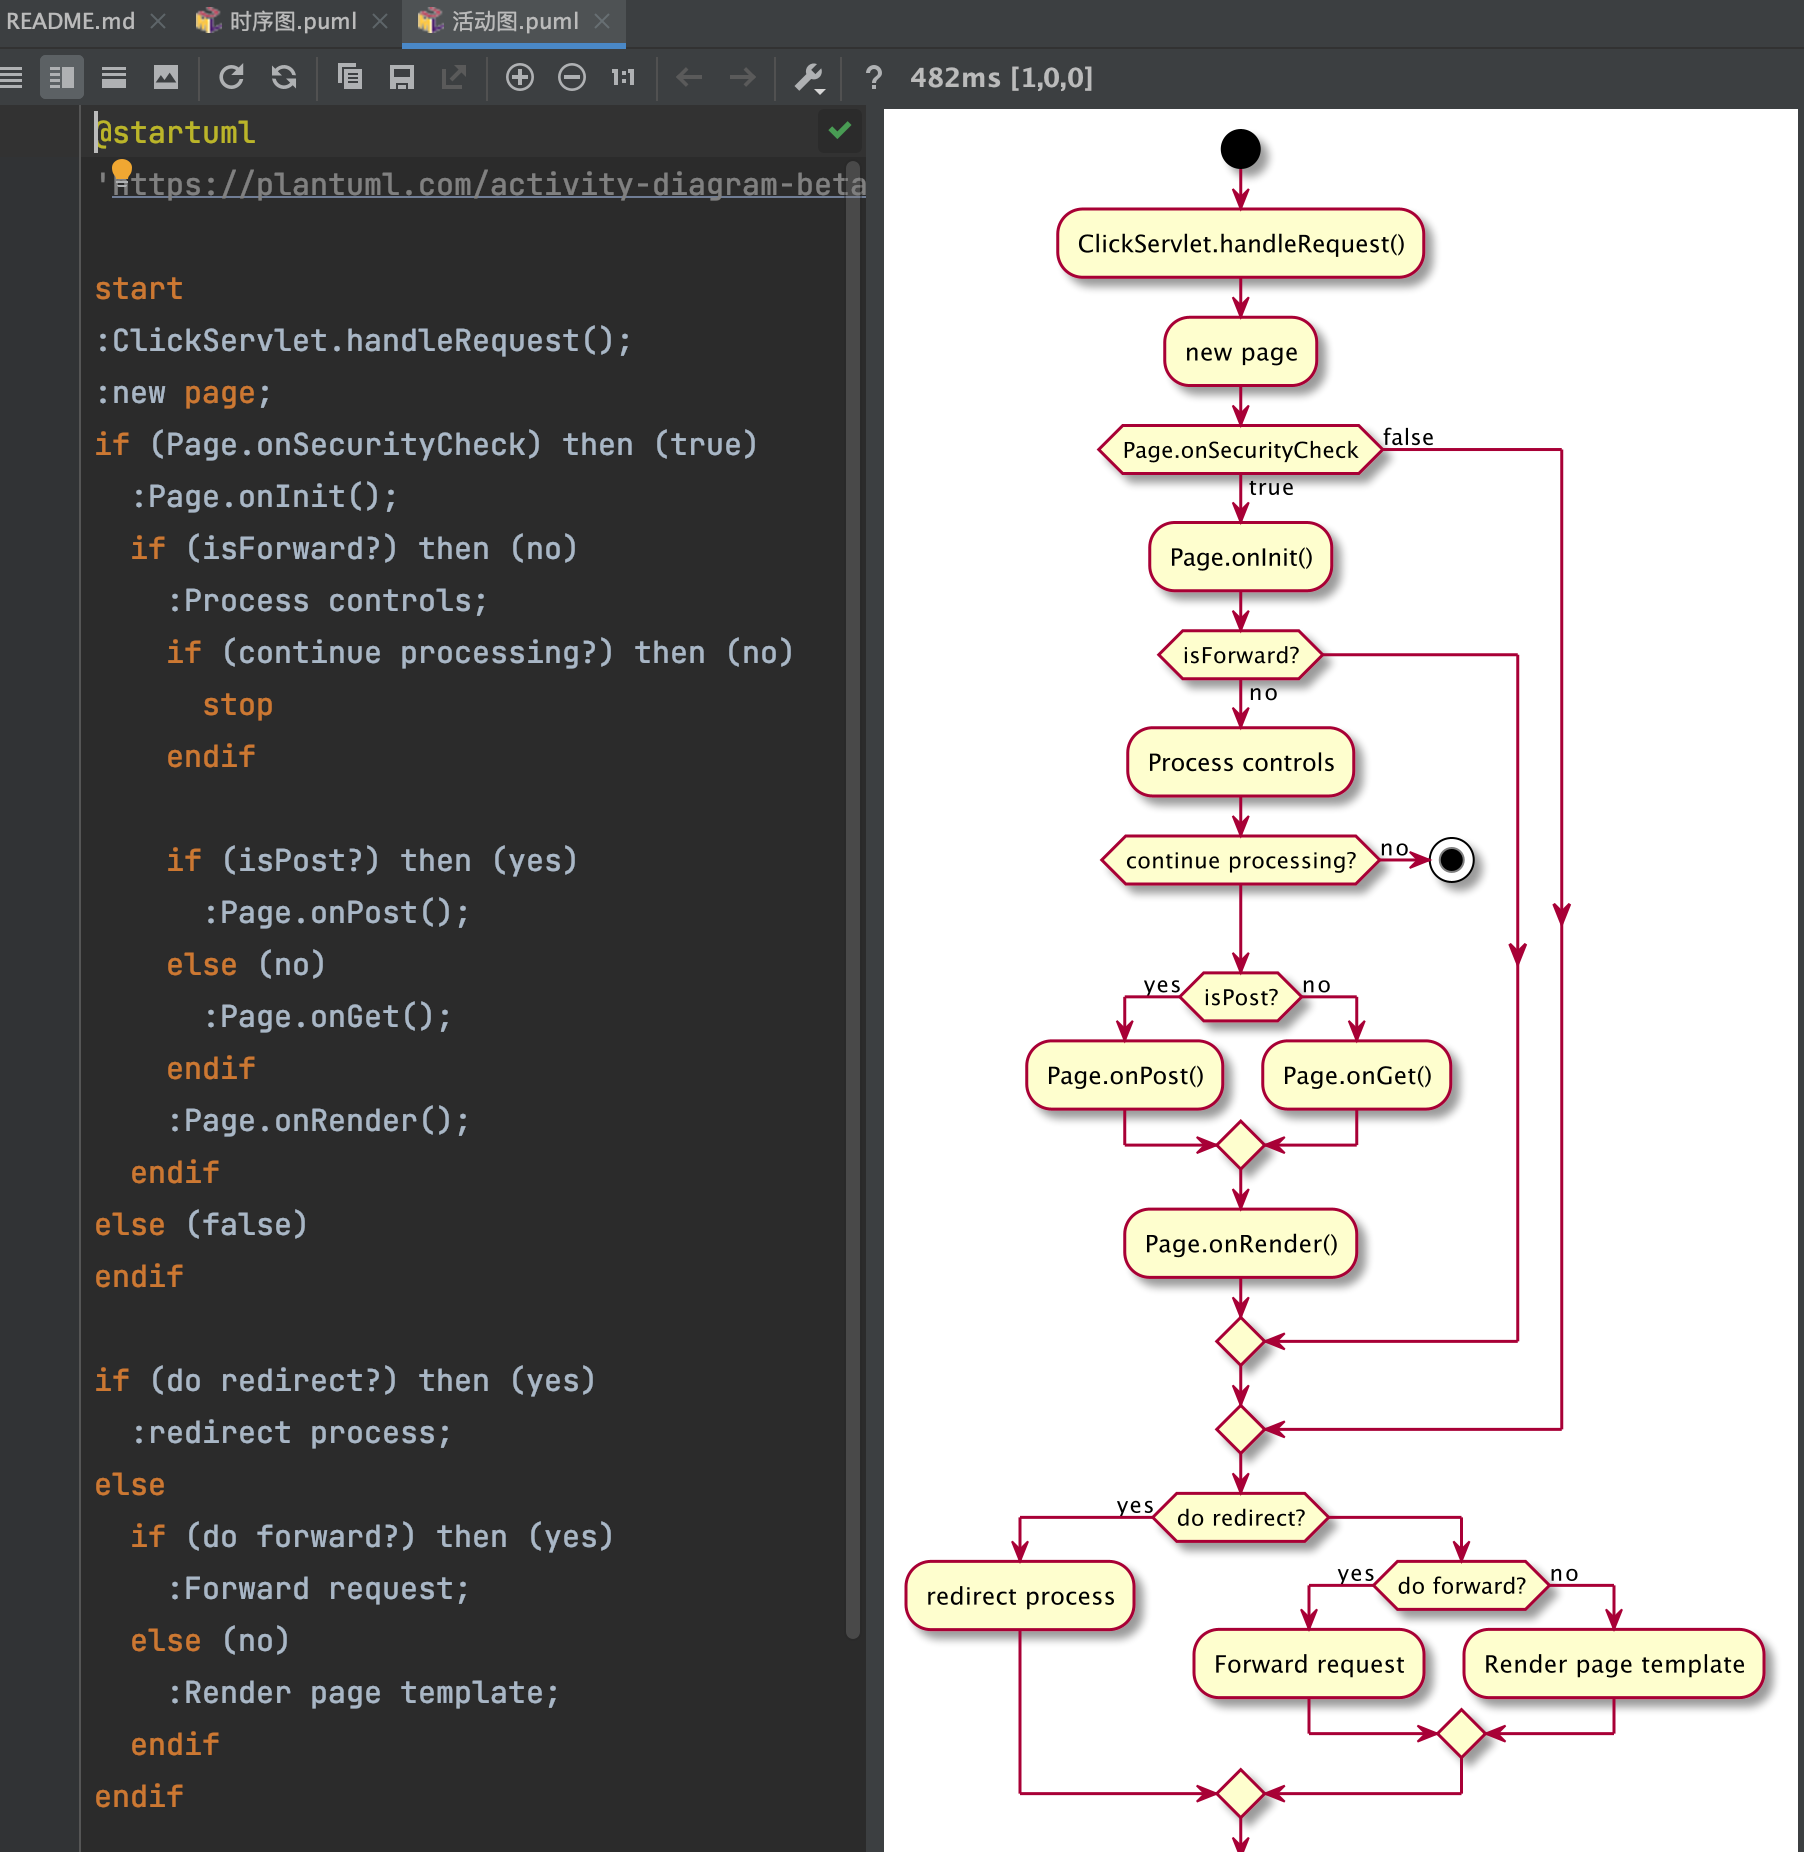 README.md
时序图.puml
活动图.puml
1:1
? 482ms [1,0,0]
@startuml
'https://plantuml.com/activity-diagram-beta
start
:ClickServlet.handleRequest();
:new page;
if (Page.onSecurityCheck) then (true)
:Page.onInit();
if (isForward?) then (no)
:Process controls;
if (continue processing?) then (no)
stop
endif
if (isPost?) then (yes)
:Page.onPost();
else (no)
:Page.onGet();
endif
:Page.onRender();
endif
else (false)
endif
if (do redirect?) then (yes)
:redirect process;
else
if (do forward?) then (yes)
:Forward request;
else (no)
:Render page template;
endif
endif
ClickServlet.handleRequest()
new page
Page.onSecurityCheck
false
true
Page.onInit()
isForward?
no
Process controls
continue processing?
no
yes
isPost?
no
Page.onPost()
Page.onGet()
Page.onRender()
yes
do redirect?
yes
do forward?
no
redirect process
Forward request
Render page template